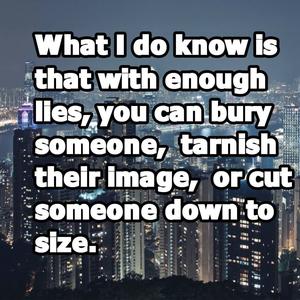 What I do know is
that with enough
lies, you can bury
someone, tarnish
their image, or cut
someone down to
size.